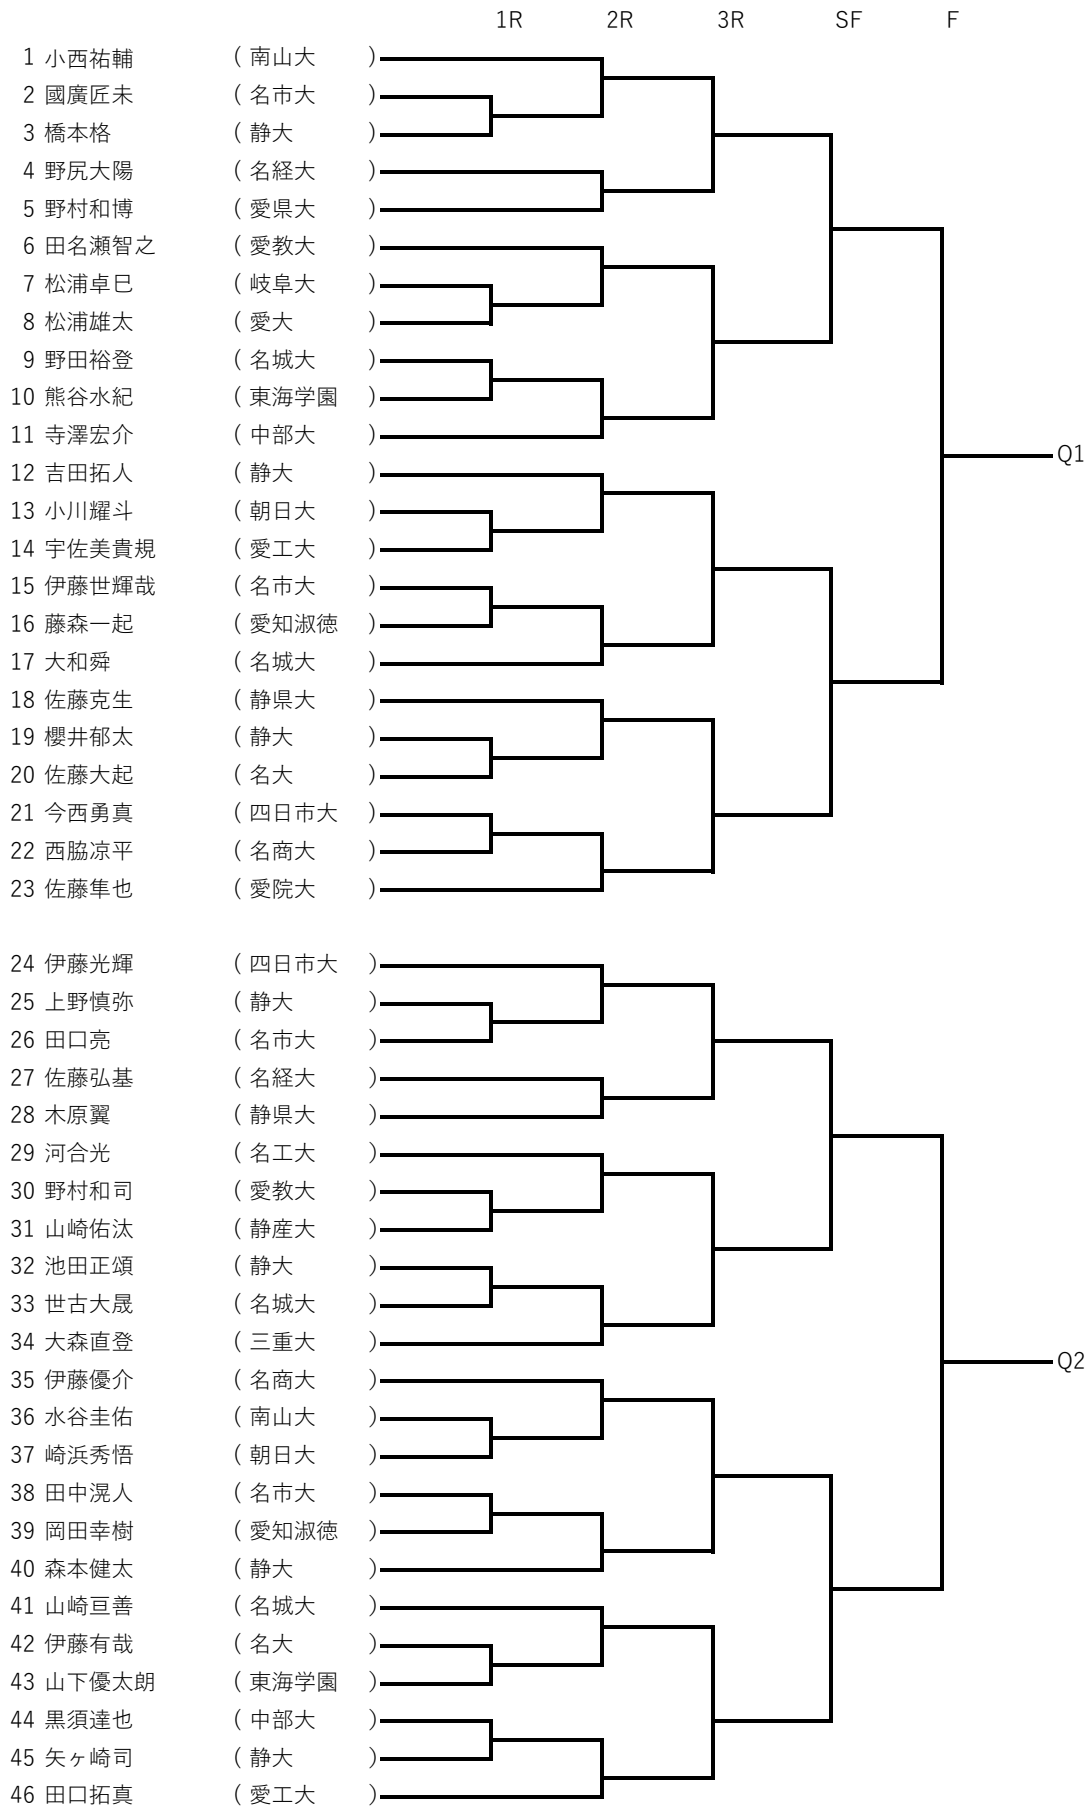 1R 2R 3R SF F
1 小西祐輔 ( 南山大 )
2 國廣匠未 ( 名市大 )
3 橋本格 ( 静大 )
4 野尻大陽 ( 名経大 )
5 野村和博 ( 愛県大 )
6 田名瀬智之 ( 愛教大 )
7 松浦卓巳 ( 岐阜大 )
8 松浦雄太 ( 愛大 )
9 野田裕登 ( 名城大 )
10 熊谷水紀 ( 東海学園 )
11 寺澤宏介 ( 中部大 )
Q1
12 吉田拓人 ( 静大 )
13 小川耀斗 ( 朝日大 )
14 宇佐美貴規 ( 愛工大 )
15 伊藤世輝哉 ( 名市大 )
16 藤森一起 ( 愛知淑徳 )
17 大和舜 ( 名城大 )
18 佐藤克生 ( 静県大 )
19 櫻井郁太 ( 静大 )
20 佐藤大起 ( 名大 )
21 今西勇真 ( 四日市大 )
22 西脇凉平 ( 名商大 )
23 佐藤隼也 ( 愛院大 )
24 伊藤光輝 ( 四日市大 )
25 上野慎弥 ( 静大 )
26 田口亮 ( 名市大 )
27 佐藤弘基 ( 名経大 )
28 木原翼 ( 静県大 )
29 河合光 ( 名工大 )
30 野村和司 ( 愛教大 )
31 山崎佑汰 ( 静産大 )
32 池田正頌 ( 静大 )
33 世古大晟 ( 名城大 )
34 大森直登 ( 三重大 )
Q2
35 伊藤優介 ( 名商大 )
36 水谷圭佑 ( 南山大 )
37 崎浜秀悟 ( 朝日大 )
38 田中滉人 ( 名市大 )
39 岡田幸樹 ( 愛知淑徳 )
40 森本健太 ( 静大 )
41 山崎亘善 ( 名城大 )
42 伊藤有哉 ( 名大 )
43 山下優太朗 ( 東海学園 )
44 黒須達也 ( 中部大 )
45 矢ヶ崎司 ( 静大 )
46 田口拓真 ( 愛工大 )